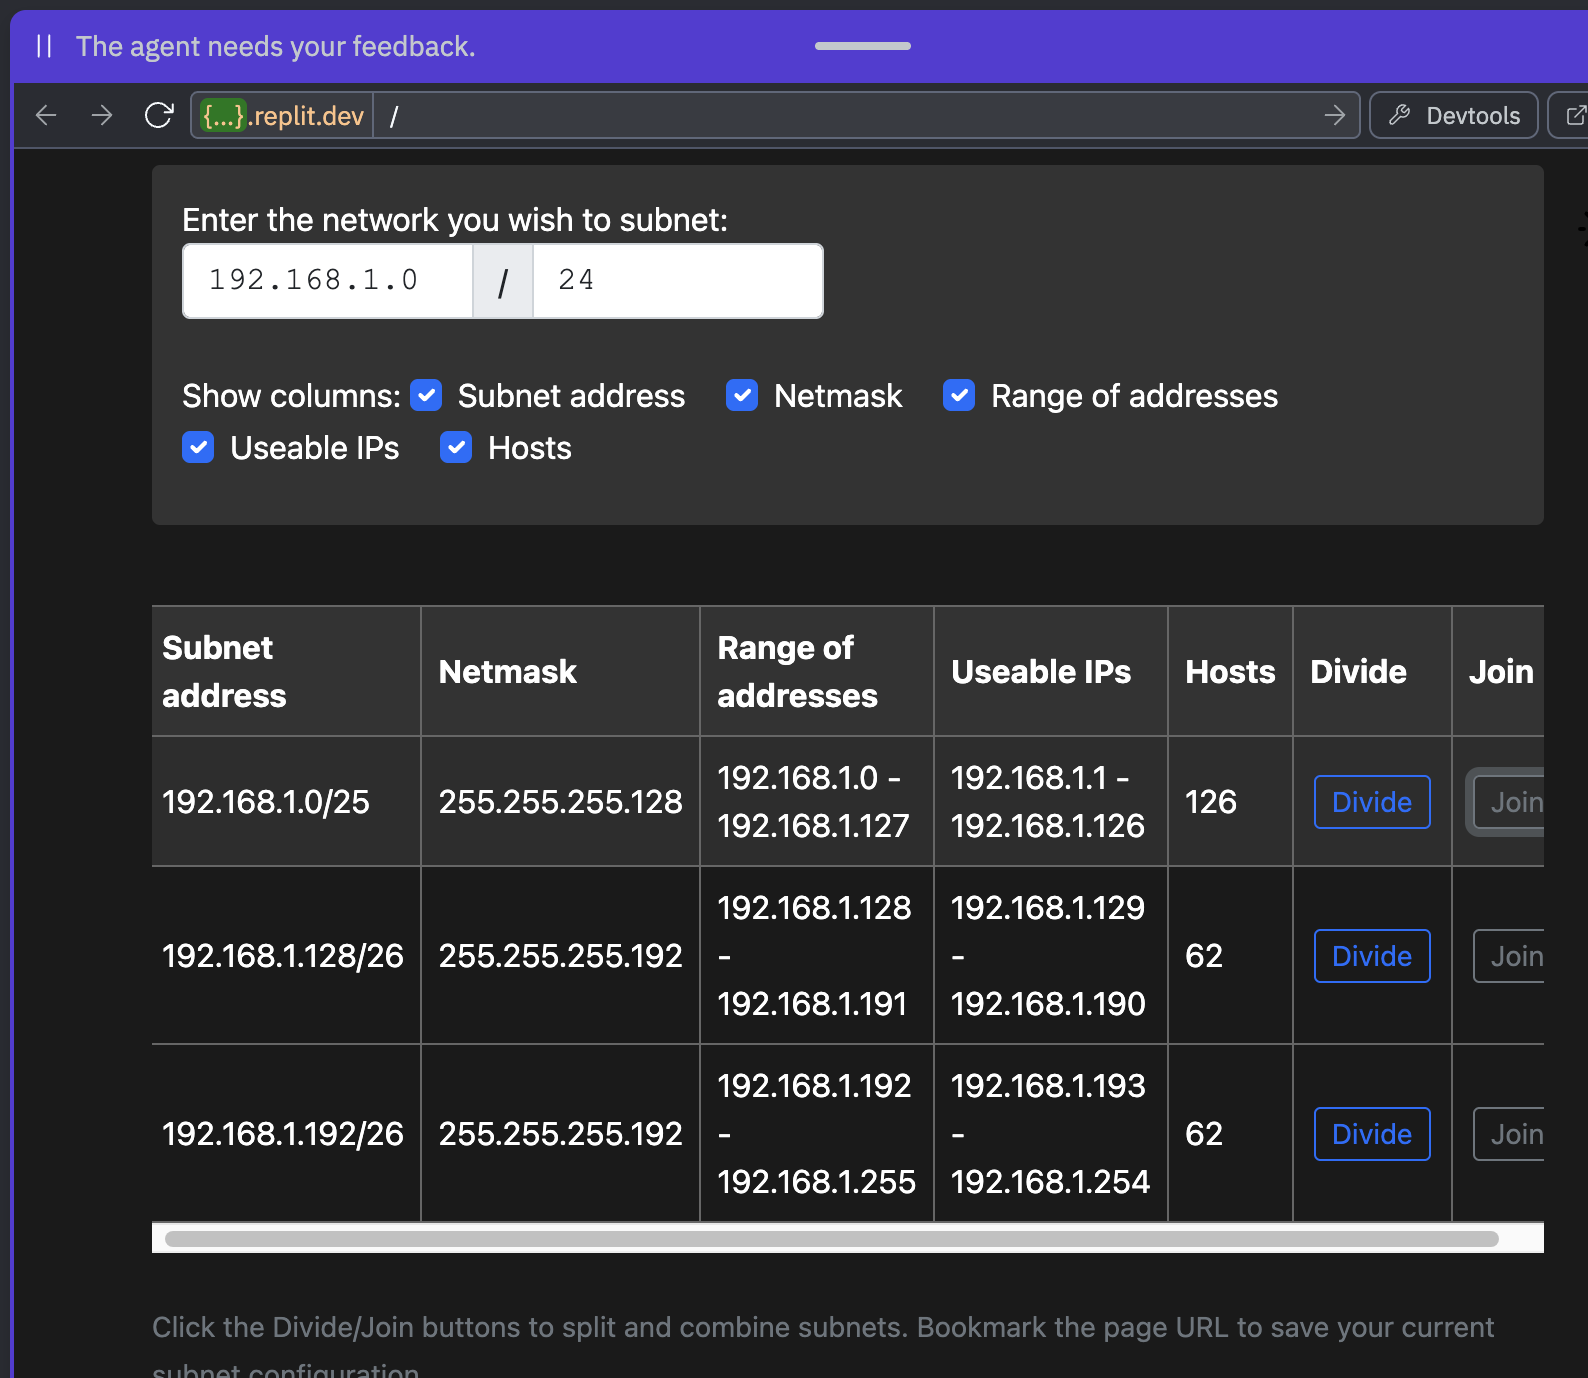 The agent needs your feedback.
{...}.replit.dev /
Devtools
Enter the network you wish to subnet:
192.168.1.0 / 24
Show columns: Subnet address Netmask Range of addresses
Useable IPs Hosts
Subnet address Netmask Range of addresses Useable IPs Hosts Divide Join
192.168.1.0/25 255.255.255.128 192.168.1.0 - 192.168.1.127 192.168.1.1 - 192.168.1.126 126 Divide Join
192.168.1.128/26 255.255.255.192 192.168.1.128 - 192.168.1.191 192.168.1.129 - 192.168.1.190 62 Divide Join
192.168.1.192/26 255.255.255.192 192.168.1.192 - 192.168.1.255 192.168.1.193 - 192.168.1.254 62 Divide Join
Click the Divide/Join buttons to split and combine subnets. Bookmark the page URL to save your current
subnet configuration